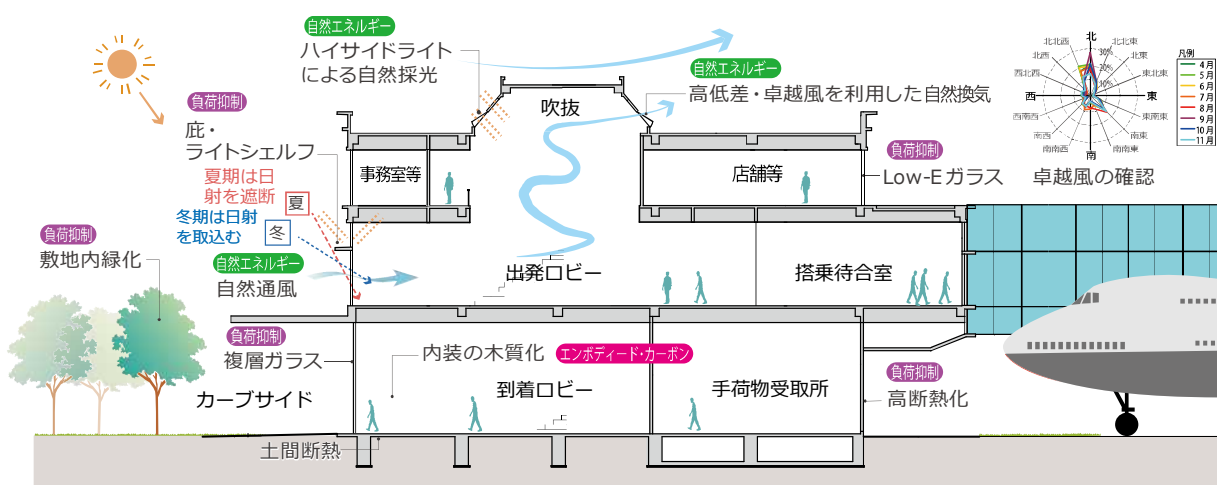 自然エネルギー
ハイサイドライト
による自然採光
自然エネルギー
高低差・卓越風を利用した自然換気
吹抜
負荷抑制
庇・
ライトシェルフ
夏期は日
射を遮断
夏
冬期は日射
を取込む
冬
事務室等
店舗等
負荷抑制
Low-Eガラス
北
北北西
北北東
北西
北東
西北西
東北東
西
東
西南西
東南東
南西
南東
南南西
南南東
南
30%
20%
10%
凡例
4月
5月
6月
7月
8月
9月
10月
11月
卓越風の確認
負荷抑制
敷地内緑化
自然エネルギー
自然通風
出発ロビー
搭乗待合室
負荷抑制
複層ガラス
内装の木質化
エンボディード・カーボン
カーブサイド
到着ロビー
手荷物受取所
負荷抑制
高断熱化
土間断熱